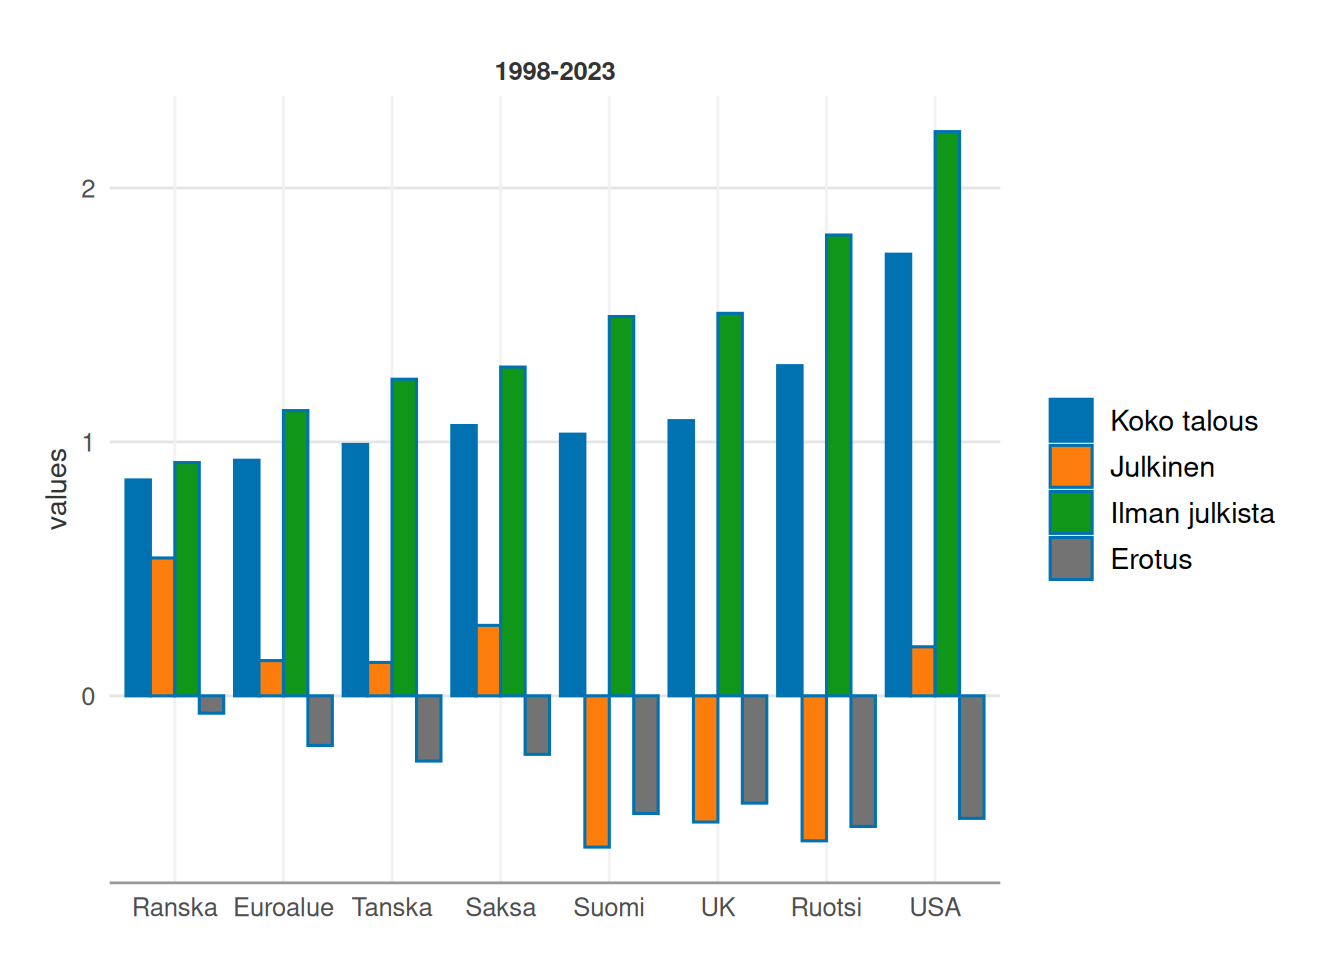 1998-2023
values
2
1
0
Ranska Euroalue Tanska Saksa Suomi UK Ruotsi USA
Koko talous
Julkinen
Ilman julkista
Erotus